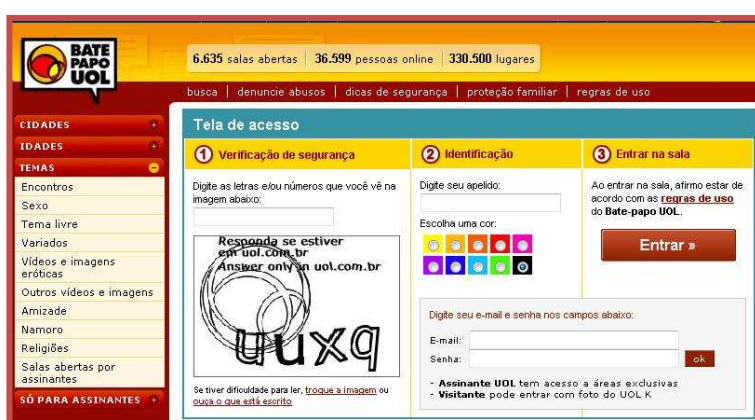 BATE
PAPO
UOL
6.635 salas abertas | 36.599 pessoas online | 330.500 lugares
busca | denuncie abusos | dicas de segurança | proteção familiar | regras de uso
CIDADES
IDADES
TEMAS
Encontros
Sexo
Tema livre
Variados
Vídeos e imagens
eróticas
Outros vídeos e imagens
Amizade
Namoro
Religiões
Salas abertas por
assinantes
SÓ PARA ASSINANTES
Tela de acesso
1 Verificação de segurança
Digite as letras e/ou números que você vê na
imagem abaixo:
Responda se estiver
em uol.com.br
Answer only in uol.com.br
uuxq
Se tiver dificuldade para ler, troque a imagem ou
ouça o que está escrito
2 Identificação
Digite seu apelido:
Escolha uma cor:
3 Entrar na sala
Ao entrar na sala, afirmo estar de
acordo com as regras de uso
do Bate-papo UOL.
Entrar »
Digite seu e-mail e senha nos campos abaixo:
E-mail:
Senha:
ok
- Assinante UOL tem acesso a áreas exclusivas
- Visitante pode entrar com foto do UOL K